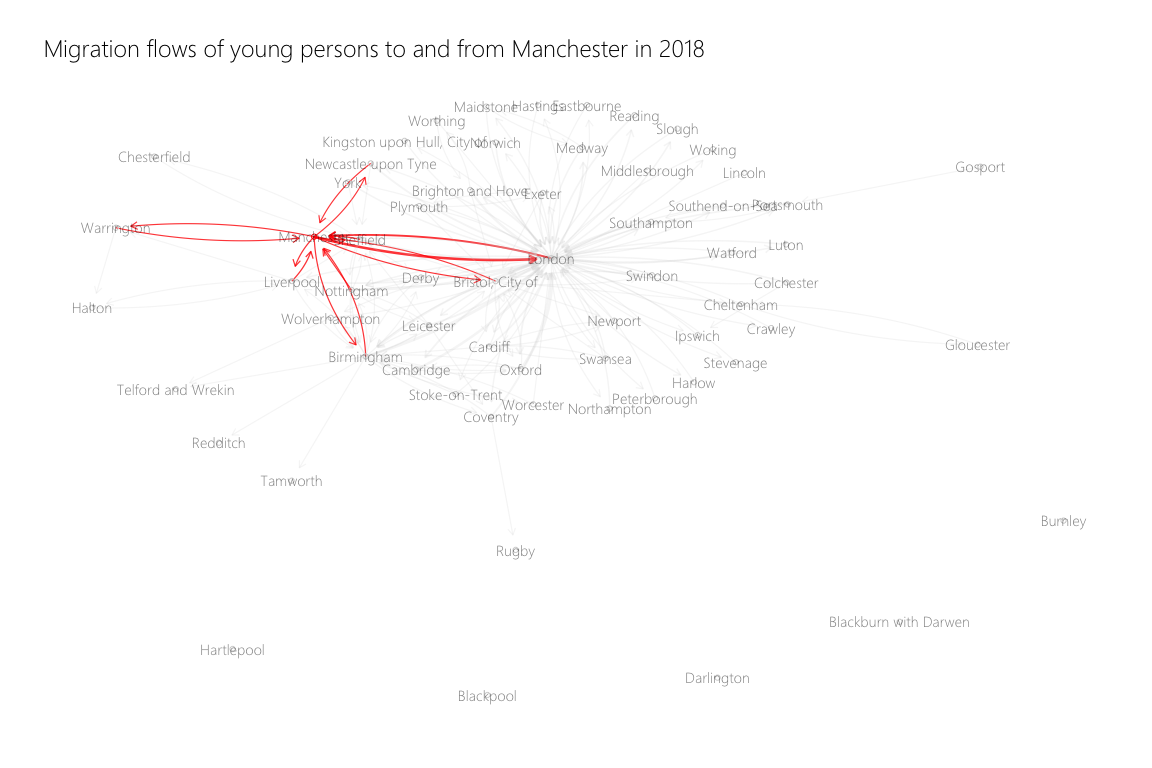 Migration flows of young persons to and from Manchester in 2018
Maidstone
Hastings
Eastbourne
Reading
Worthing
Slough
Kingston upon Hull, City of
Norwich
Medway
Woking
Chesterfield
Newcastle upon Tyne
Gosport
Middlesbrough
Lincoln
York
Brighton and Hove
Exeter
Plymouth
Southend-on-Sea
Portsmouth
Southampton
Warrington
Manchester
Sheffield
Luton
Watford
London
Swindon
Derby
Liverpool
Bristol, City of
Colchester
Nottingham
Cheltenham
Halton
Wolverhampton
Newport
Leicester
Crawley
Ipswich
Gloucester
Cardiff
Birmingham
Swansea
Stevenage
Cambridge
Oxford
Harlow
Telford and Wrekin
Stoke-on-Trent
Peterborough
Worcester
Northampton
Coventry
Redditch
Tamworth
Burnley
Rugby
Blackburn with Darwen
Hartlepool
Darlington
Blackpool